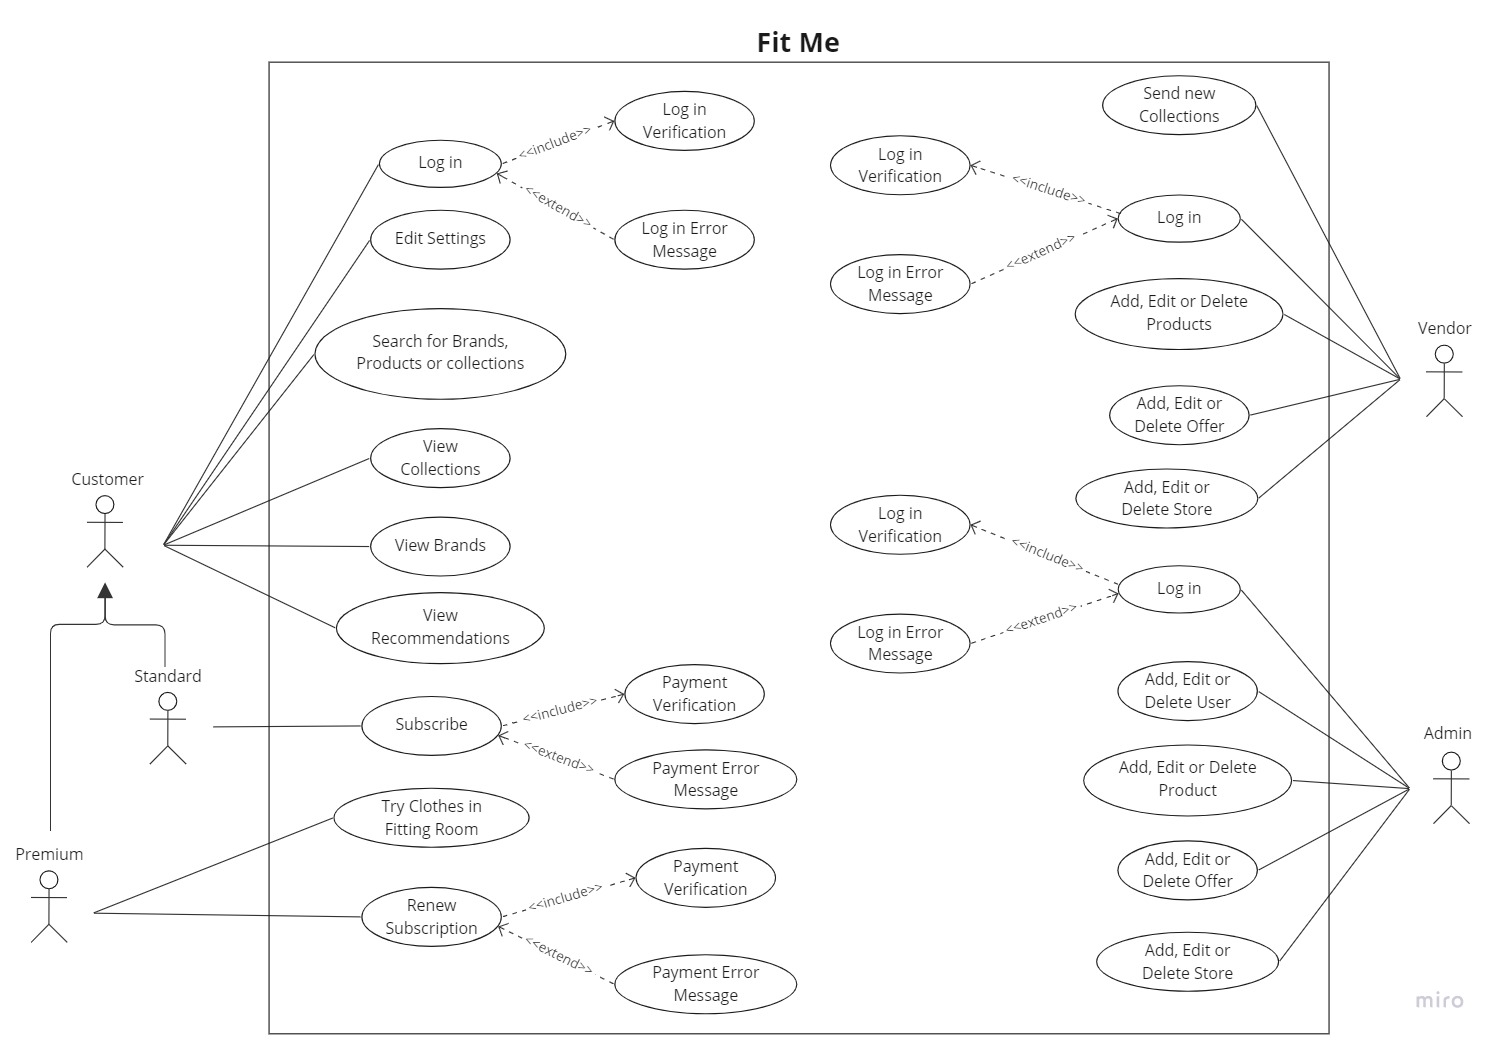 Fit Me
Log in
Log in
Verification
<<include>>
<<extend>>
Log in Error
Message
Edit Settings
Search for Brands,
Products or collections
View
Collections
Customer
View Brands
View
Recommendations
Standard
Subscribe
<<include>>
Payment
Verification
<<extend>>
Payment Error
Message
Try Clothes in
Fitting Room
Premium
Renew
Subscription
<<include>>
Payment
Verification
<<extend>>
Payment Error
Message
Send new
Collections
Log in
Verification
<<include>>
Log in
<<extend>>
Log in Error
Message
Add, Edit or Delete
Products
Vendor
Add, Edit or
Delete Offer
Add, Edit or
Delete Store
Log in
Verification
<<include>>
Log in
<<extend>>
Log in Error
Message
Add, Edit or
Delete User
Admin
Add, Edit or Delete
Product
Add, Edit or
Delete Offer
Add, Edit or
Delete Store
miro